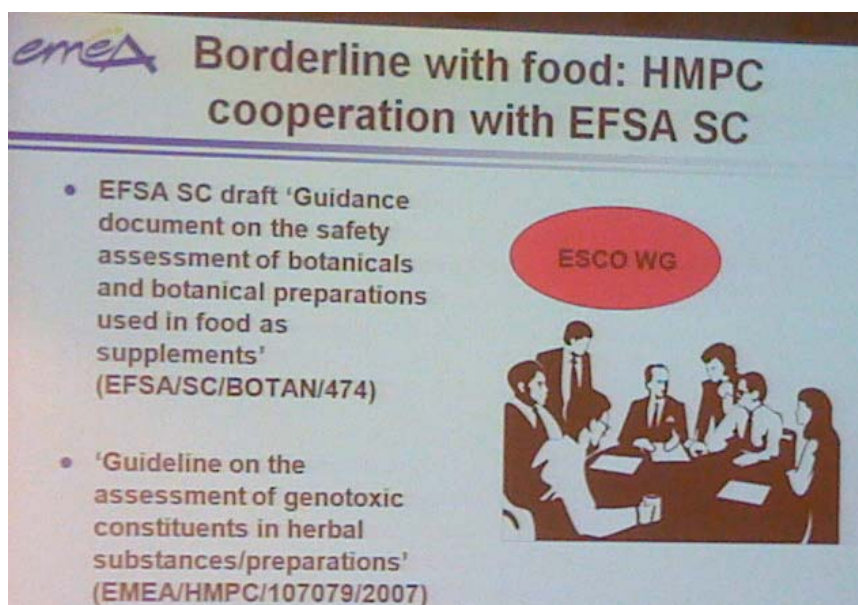 emeA
Borderline with food: HMPC
cooperation with EFSA SC
• EFSA SC draft ‘Guidance
document on the safety
assessment of botanicals
and botanical preparations
used in food as
supplements’
(EFSA/SC/BOTAN/474)
ESCO WG
• ‘Guideline on the
assessment of genotoxic
constituents in herbal
substances/preparations’
(EMEA/HMPC/107079/2007)